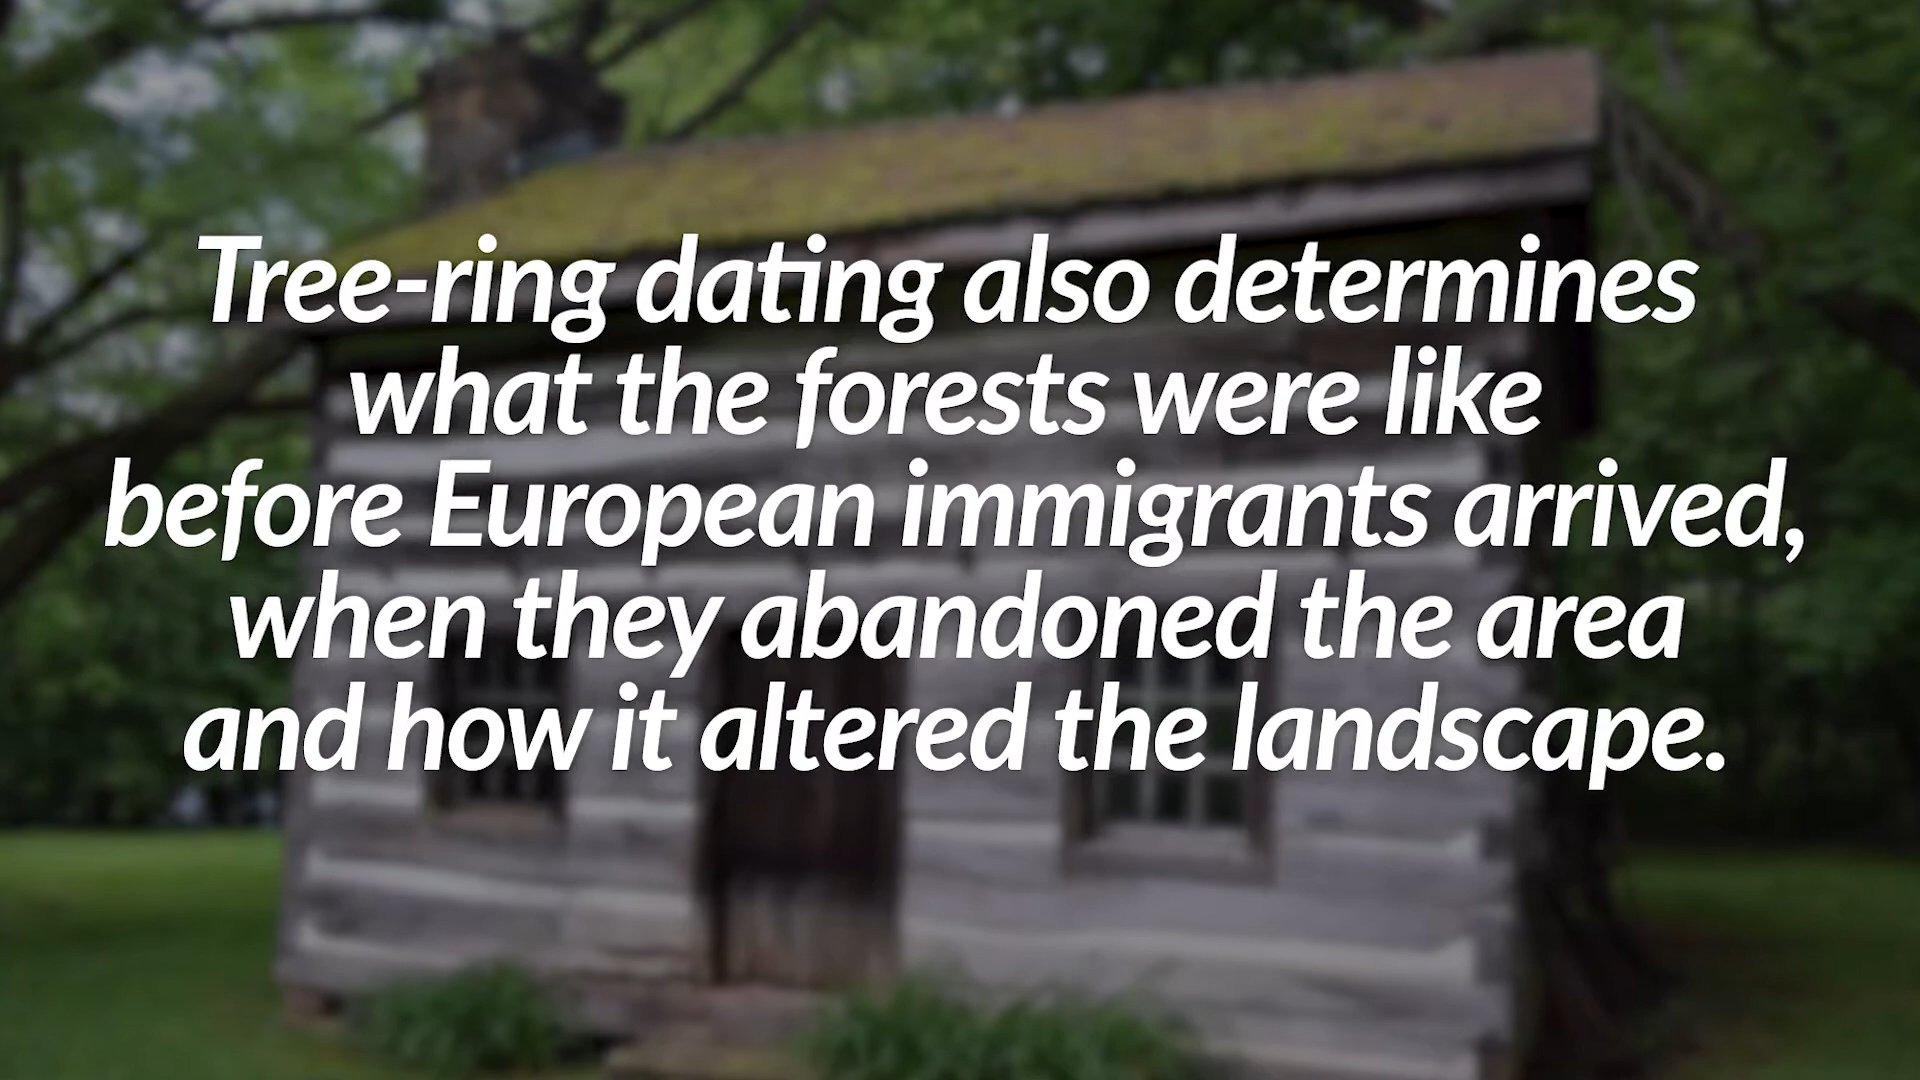 Tree-ring dating also determines
what the forests were like
before European immigrants arrived,
when they abandoned the area
and how it altered the landscape.